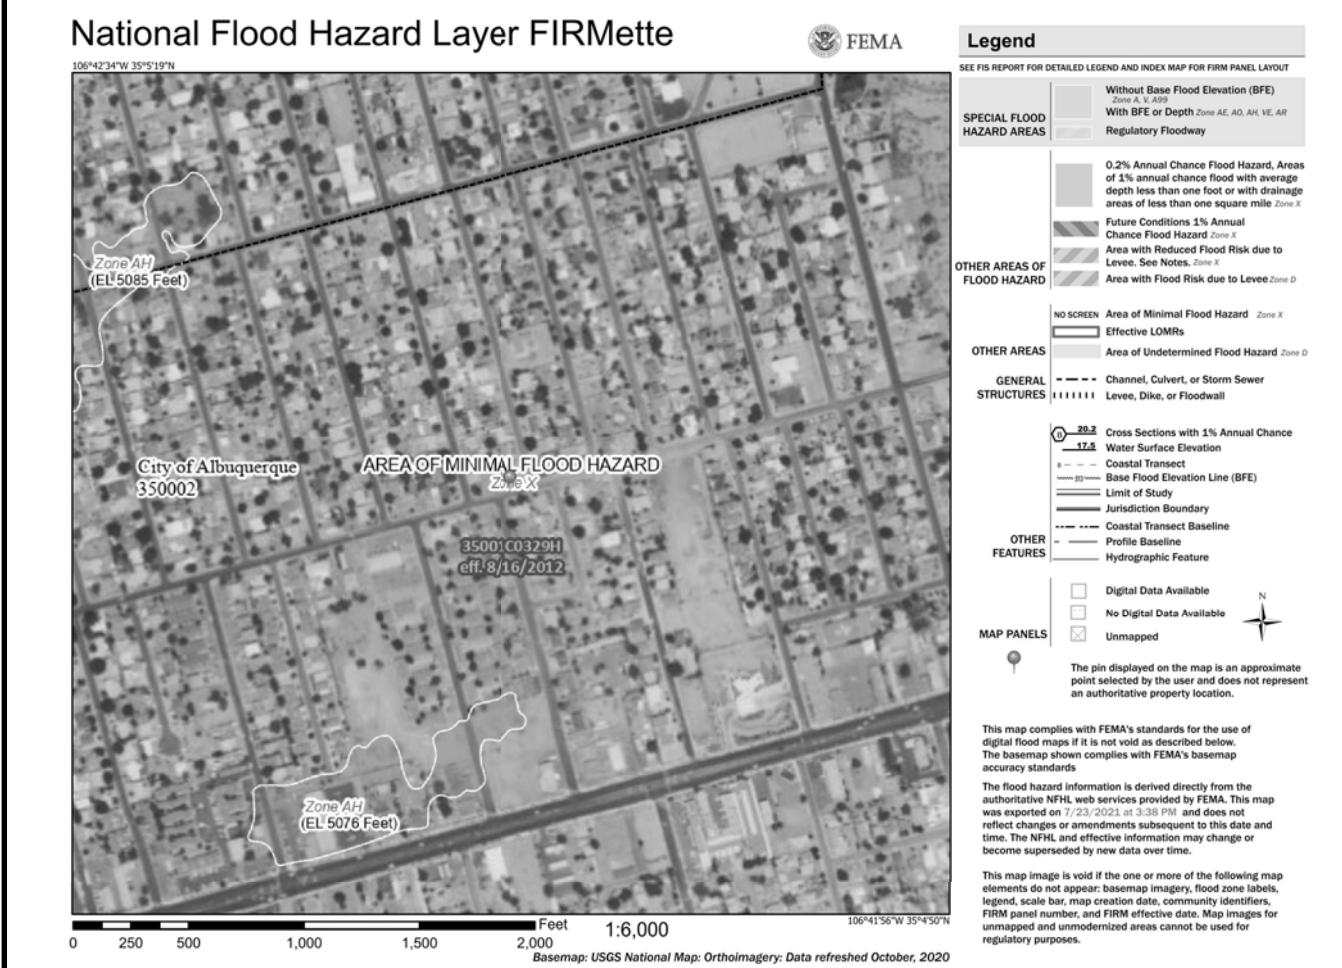 National Flood Hazard Layer FIRMette
FEMA
106°42'34"W 35°5'19"N
Zone AH
(EL 5085 Feet)
City of Albuquerque
350002
AREA OF MINIMAL FLOOD HAZARD
Zone X
35001C0329H
eff. 8/16/2012
Zone AH
(EL 5076 Feet)
0 250 500 1,000 1,500 2,000
Feet
1:6,000
106°41'56"W 35°4'50"N
Basemap: USGS National Map: Orthoimagery: Data refreshed October, 2020
Legend
SEE FIS REPORT FOR DETAILED LEGEND AND INDEX MAP FOR FIRM PANEL LAYOUT
SPECIAL FLOOD
HAZARD AREAS
Without Base Flood Elevation (BFE)
Zone A, V, A99
With BFE or Depth Zone AE, AO, AH, VE, AR
Regulatory Floodway
OTHER AREAS OF
FLOOD HAZARD
0.2% Annual Chance Flood Hazard, Areas
of 1% annual chance flood with average
depth less than one foot or with drainage
areas of less than one square mile Zone X
Future Conditions 1% Annual
Chance Flood Hazard Zone X
Area with Reduced Flood Risk due to
Levee. See Notes. Zone X
Area with Flood Risk due to Levee Zone D
OTHER AREAS
NO SCREEN Area of Minimal Flood Hazard Zone X
Effective LOMRs
Area of Undetermined Flood Hazard Zone D
GENERAL
STRUCTURES
Channel, Culvert, or Storm Sewer
Levee, Dike, or Floodwall
OTHER
FEATURES
B 20.2 Cross Sections with 1% Annual Chance
17.5 Water Surface Elevation
8 Coastal Transect
513 Base Flood Elevation Line (BFE)
Limit of Study
Jurisdiction Boundary
Coastal Transect Baseline
Profile Baseline
Hydrographic Feature
MAP PANELS
Digital Data Available
No Digital Data Available
Unmapped
N
The pin displayed on the map is an approximate
point selected by the user and does not represent
an authoritative property location.
This map complies with FEMA's standards for the use of
digital flood maps if it is not void as described below.
The basemap shown complies with FEMA's basemap
accuracy standards
The flood hazard information is derived directly from the
authoritative NFHL web services provided by FEMA. This map
was exported on 7/23/2021 at 3:38 PM and does not
reflect changes or amendments subsequent to this date and
time. The NFHL and effective information may change or
become superseded by new data over time.
This map image is void if the one or more of the following map
elements do not appear: basemap imagery, flood zone labels,
legend, scale bar, map creation date, community identifiers,
FIRM panel number, and FIRM effective date. Map images for
unmapped and unmodernized areas cannot be used for
regulatory purposes.